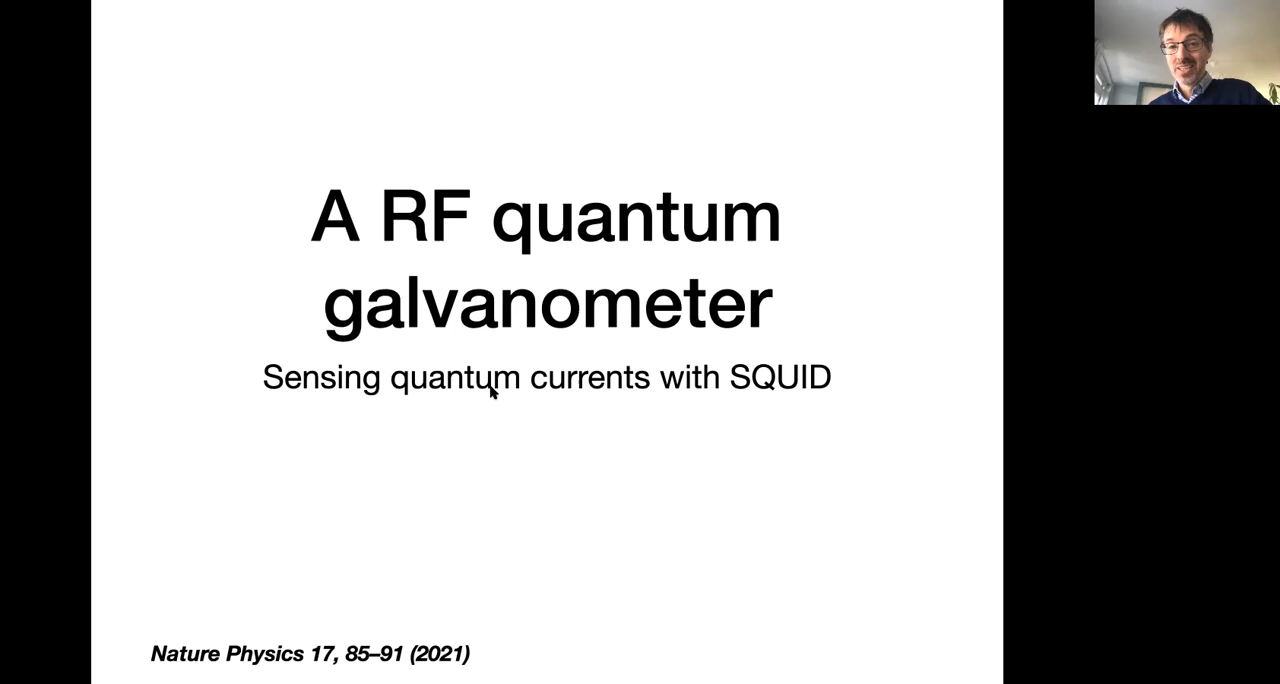 A RF quantum
galvanometer
Sensing quantum currents with SQUID
Nature Physics 17, 85–91 (2021)